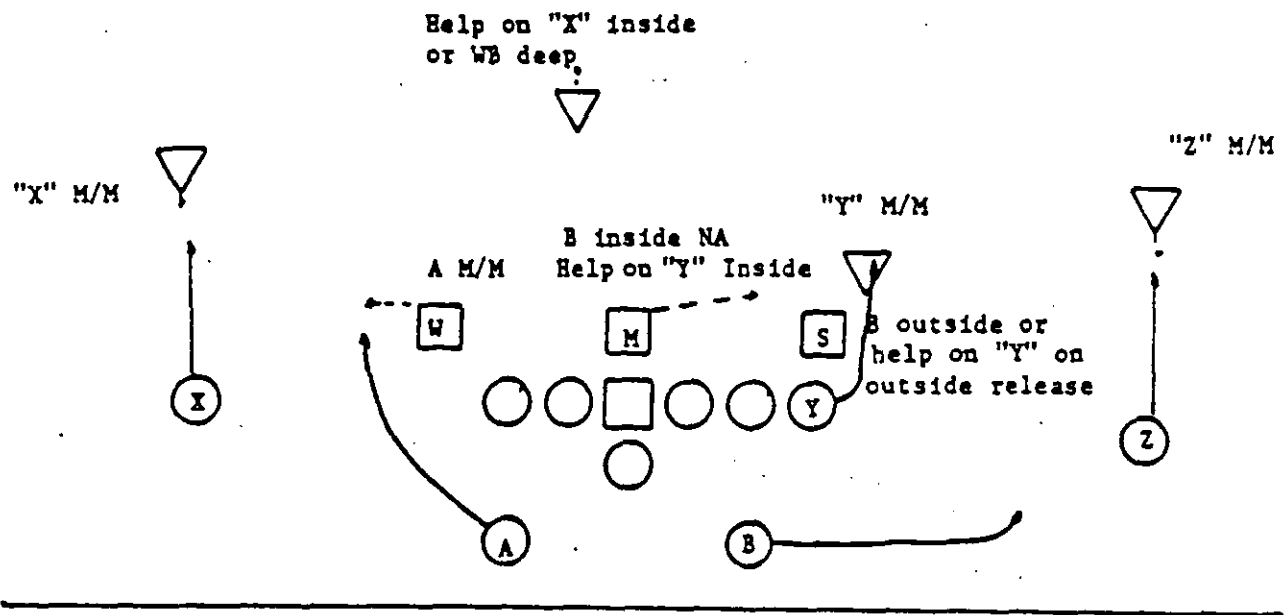 Help on "X" inside
or WB deep
"Z" M/M
"X" M/M
"Y" M/M
B inside NA
A M/M
Help on "Y" Inside
W
M
S
B outside or
help on "Y" on
outside release
X
Y
Z
A
B